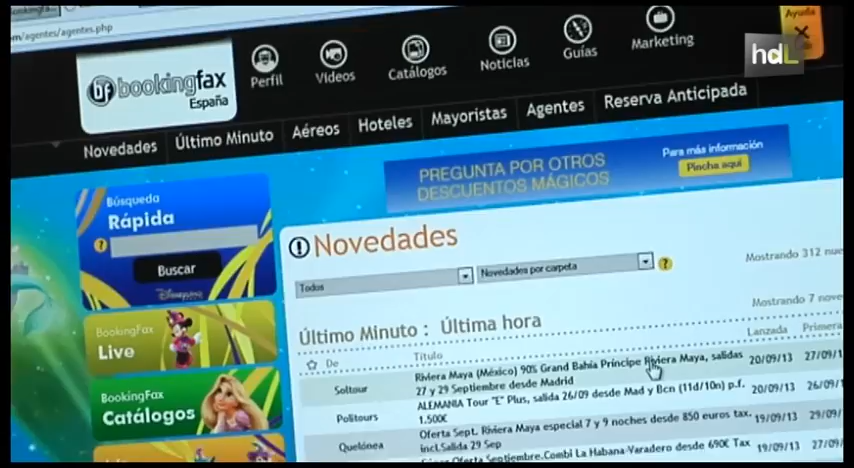 m/agentes/agentes.php
Ayuda
hdL
bf bookingfax
España
Perfil
Vídeos
Catálogos
Noticias
Guías
Marketing
Novedades
Último Minuto
Aéreos
Hoteles
Mayoristas
Agentes
Reserva Anticipada
PREGUNTA POR OTROS
DESCUENTOS MÁGICOS
Para más información
Pincha aquí
Búsqueda
Rápida
?
Buscar
BookingFax
Live
BookingFax
Catálogos
Novedades
Todos
Novedades por carpeta
?
Mostrando 312 nue
Mostrando 7 nove
Último Minuto : Última hora
De
Título
Lanzada
Primera
Soltour
Riviera Maya (México) 90% Grand Bahia Príncipe Riviera Maya, salidas
27 y 29 Septiembre desde Madrid
20/09/13
27/09/1
Politours
ALEMANIA Tour "E" Plus, salida 26/09 desde Mad y Bcn (11d/10n) p.f.
1.500€
20/09/13
26/09/1
Quelónea
Oferta Sept. Riviera Maya especial 7 y 9 noches desde 850 euros tax.
incl.Salida 29 Sep
19/09/13
29/09/
Oferta Septiembre.Combi La Habana-Varadero desde 690€ Tax
19/09/13